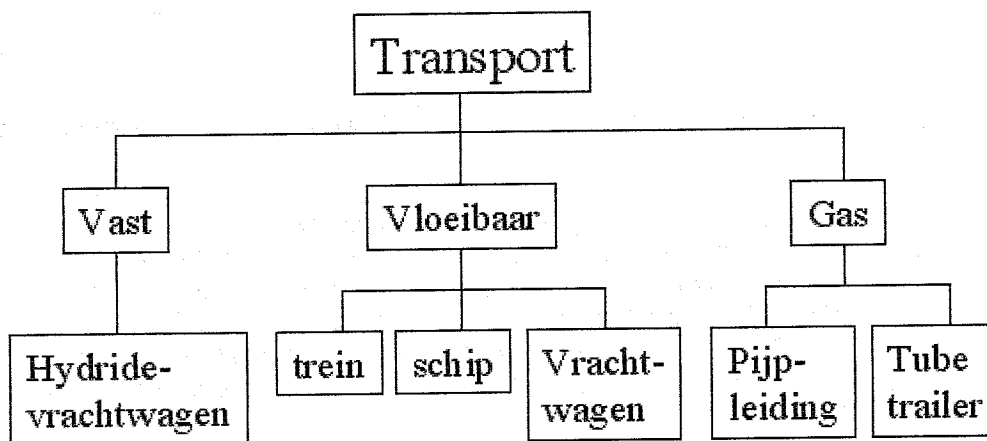 Transport
Vast
Vloeibaar
Gas
Hydride-
vrachtwagen
trein
schip
Vracht-
wagen
Pijp-
leiding
Tube
trailer